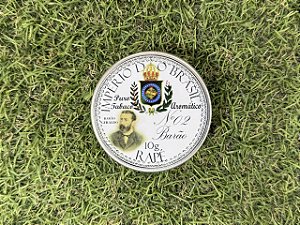 IMPÉRIO DO BRASIL
Puro Aromático
Tabaco
Nº 02
Barão
10g
RAPÉ